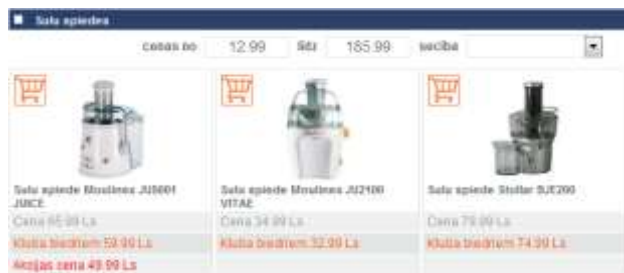 Sulu spiedes
cenas no 12.99 līdz 185.99 secība
Sulu spiede Moulinex JU5001 JUICE
Cena 65.99 Ls
Kluba biedriem 59.99 Ls
Akcijas cena 49.99 Ls
Sulu spiede Moulinex JU2100 VITAE
Cena 34.99 Ls
Kluba biedriem 32.99 Ls
Sulu spiede Stollar SJE200
Cena 79.99 Ls
Kluba biedriem 74.99 Ls